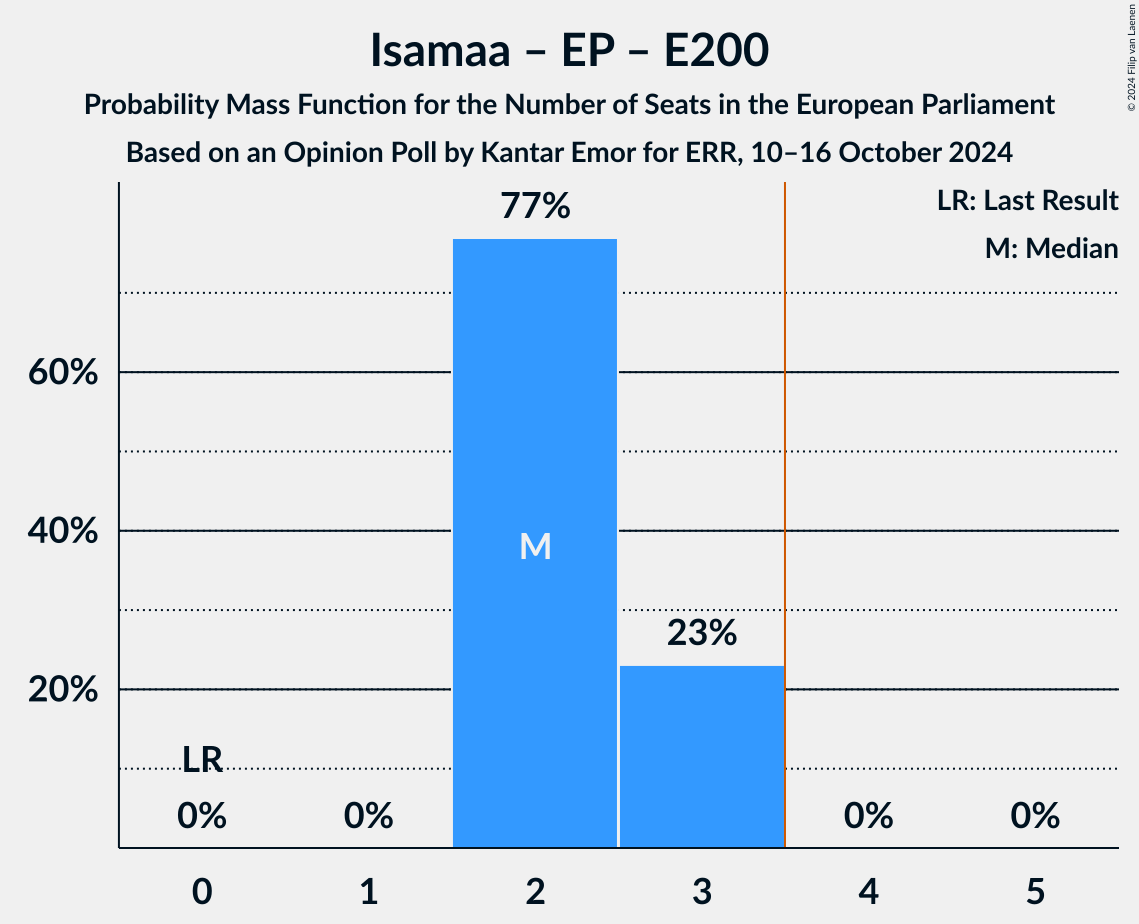 Isamaa – EP – E200
Probability Mass Function for the Number of Seats in the European Parliament
Based on an Opinion Poll by Kantar Emor for ERR, 10–16 October 2024
© 2024 Filip van Laenen
LR: Last Result
M: Median
77%
60%
40%
M
23%
20%
LR
0% 0% 0% 0%
0 1 2 3 4 5